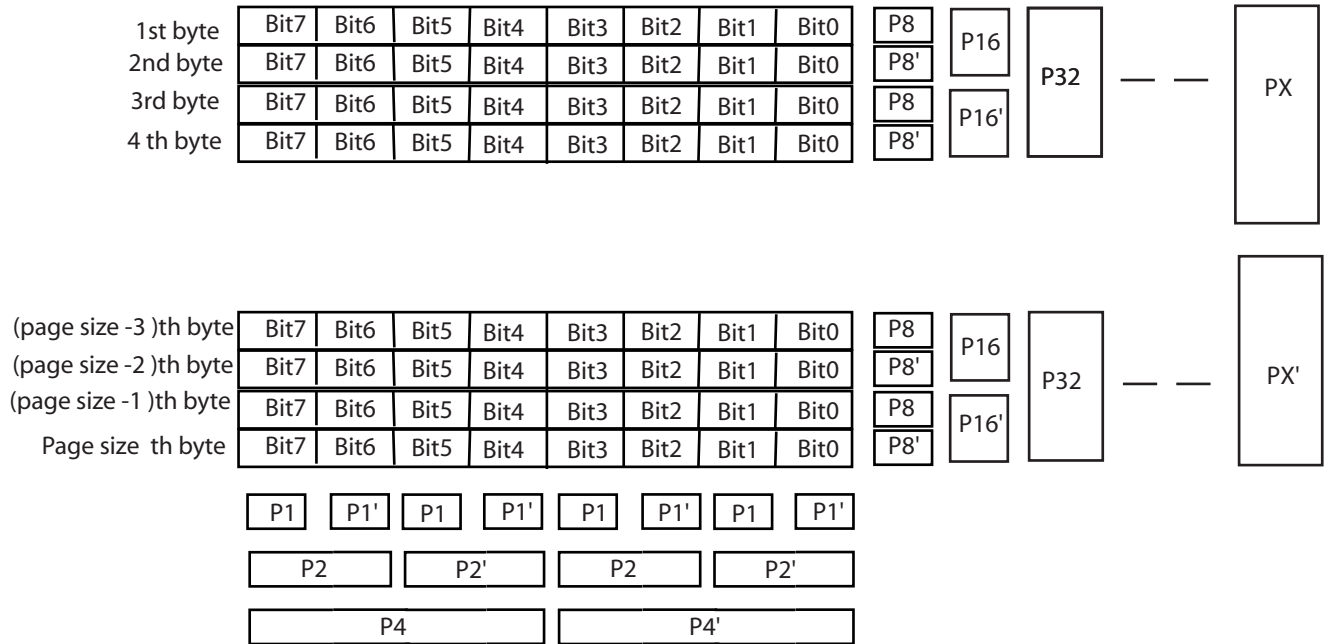 1st byte Bit7 Bit6 Bit5 Bit4 Bit3 Bit2 Bit1 Bit0 P8 P16 P32 PX
2nd byte Bit7 Bit6 Bit5 Bit4 Bit3 Bit2 Bit1 Bit0 P8'
3rd byte Bit7 Bit6 Bit5 Bit4 Bit3 Bit2 Bit1 Bit0 P8 P16'
4 th byte Bit7 Bit6 Bit5 Bit4 Bit3 Bit2 Bit1 Bit0 P8'
(page size -3 )th byte Bit7 Bit6 Bit5 Bit4 Bit3 Bit2 Bit1 Bit0 P8 P16 P32 PX'
(page size -2 )th byte Bit7 Bit6 Bit5 Bit4 Bit3 Bit2 Bit1 Bit0 P8'
(page size -1 )th byte Bit7 Bit6 Bit5 Bit4 Bit3 Bit2 Bit1 Bit0 P8 P16'
Page size th byte Bit7 Bit6 Bit5 Bit4 Bit3 Bit2 Bit1 Bit0 P8'
P1 P1' P1 P1' P1 P1' P1 P1'
P2 P2' P2 P2'
P4 P4'